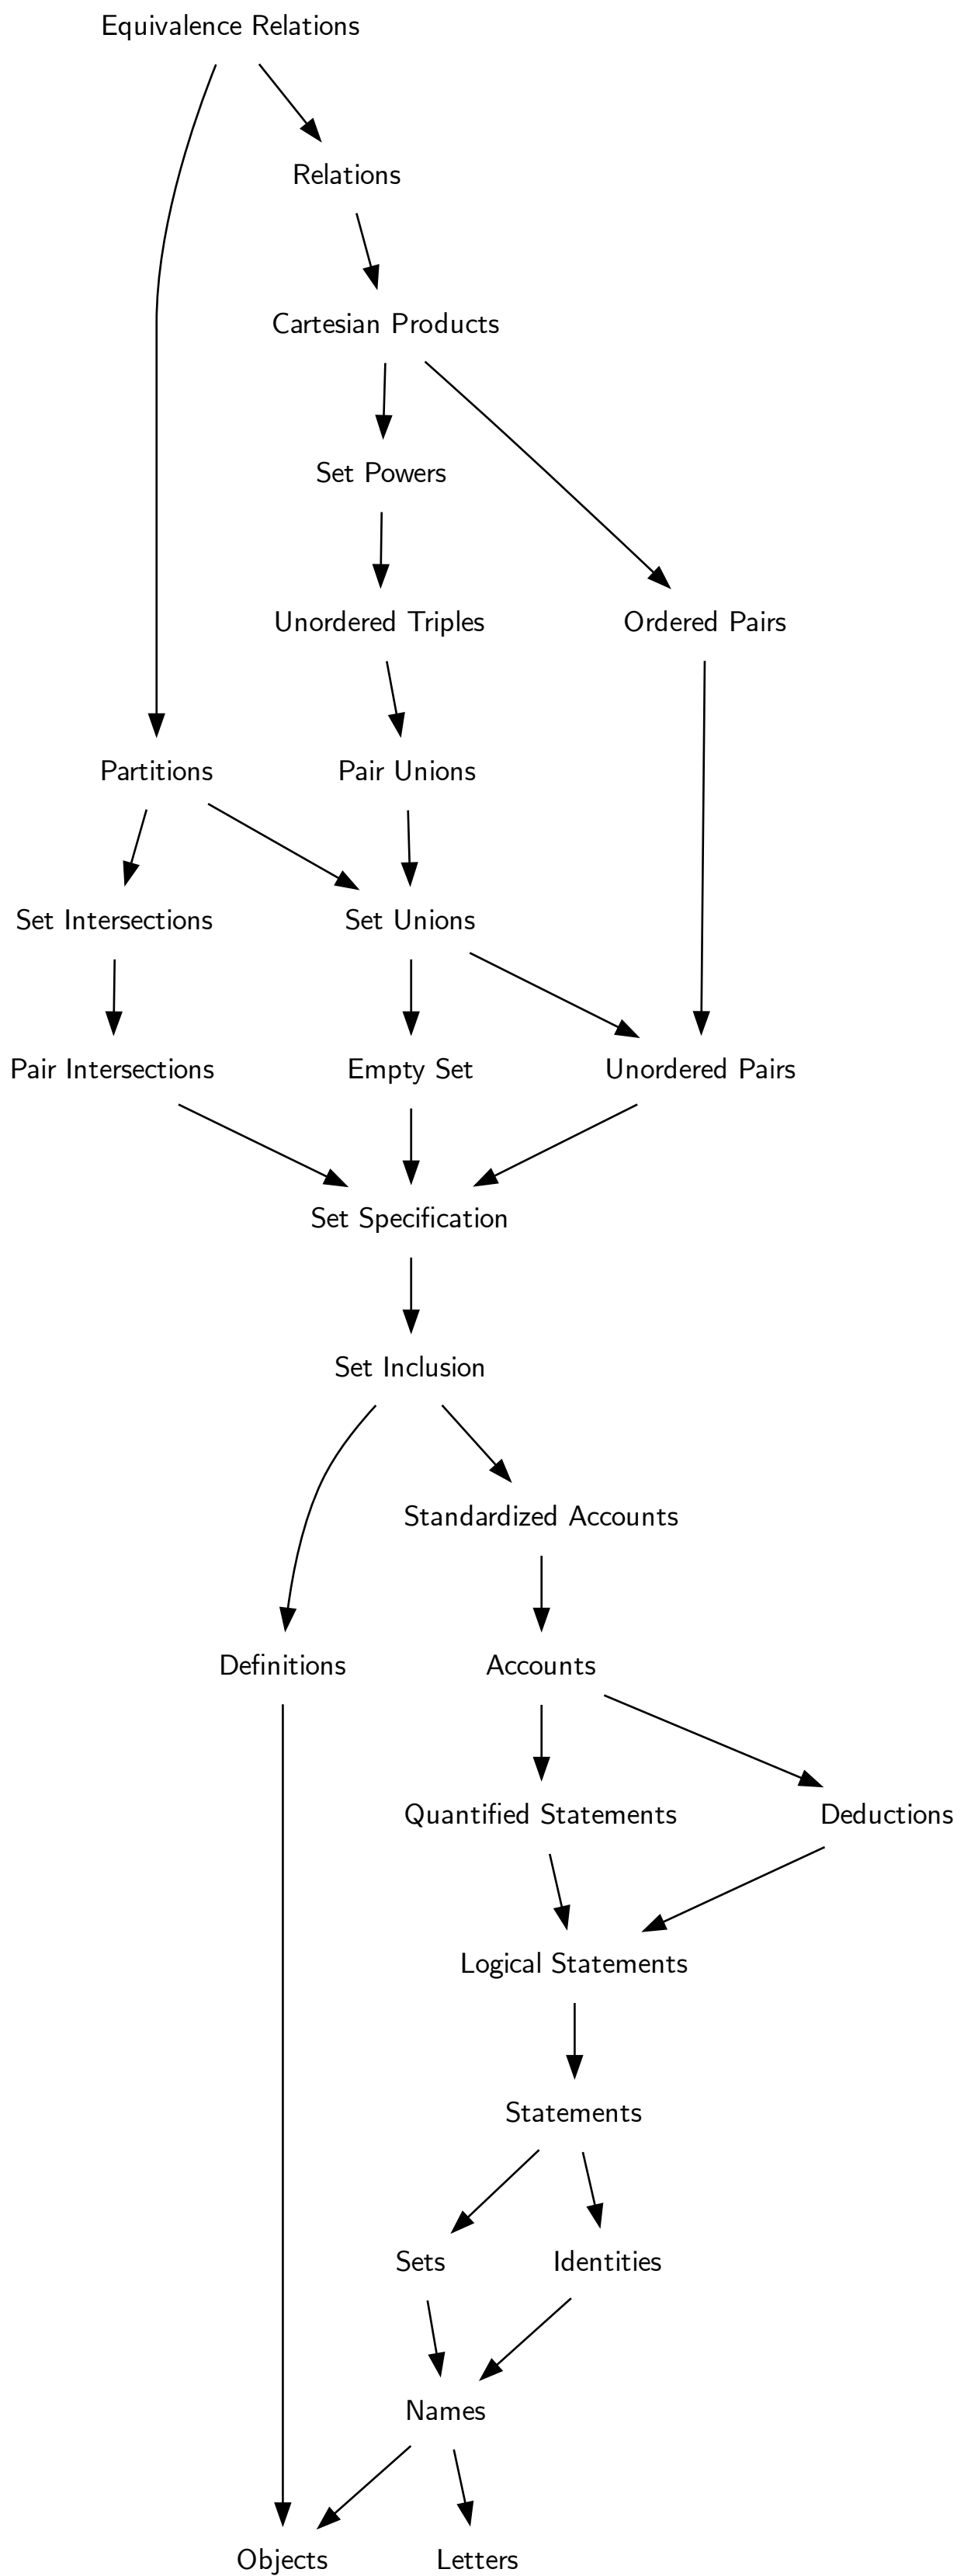 Equivalence Relations
Relations
Cartesian Products
Set Powers
Unordered Triples
Ordered Pairs
Partitions
Pair Unions
Set Intersections
Set Unions
Pair Intersections
Empty Set
Unordered Pairs
Set Specification
Set Inclusion
Standardized Accounts
Definitions
Accounts
Quantified Statements
Deductions
Logical Statements
Statements
Sets
Identities
Names
Objects
Letters